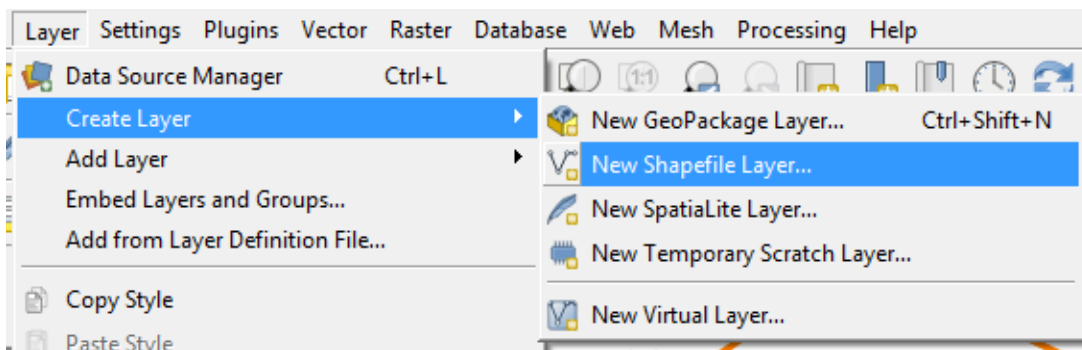 Layer Settings Plugins Vector Raster Database Web Mesh Processing Help
Data Source Manager Ctrl+L
Create Layer
Add Layer
Embed Layers and Groups...
Add from Layer Definition File...
Copy Style
Paste Style
1:1
New GeoPackage Layer... Ctrl+Shift+N
New Shapefile Layer...
New SpatiaLite Layer...
New Temporary Scratch Layer...
New Virtual Layer...